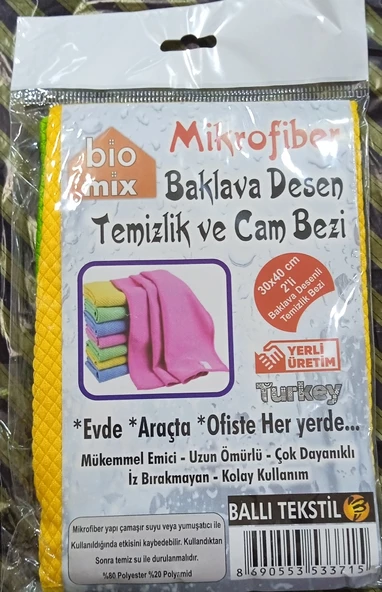 bio
mix
Mikrofiber
Baklava Desen
Temizlik ve Cam Bezi
30x40 cm
2'li
Baklava Desenli
Temizlik Bezi
YERLİ
ÜRETİM
Turkey
*Evde *Araçta *Ofiste Her yerde...
Mükemmel Emici - Uzun Ömürlü - Çok Dayanıklı
İz Bırakmayan - Kolay Kullanım
Mikrofiber yapı çamaşır suyu veya yumuşatıcı ile
Kullanıldığında etkisini kaybedebilir. Kullandıktan
Sonra temiz su ile durulanmalıdır.
%80 Polyester %20 Polyamid
BALLI TEKSTİL
8 690553 533715